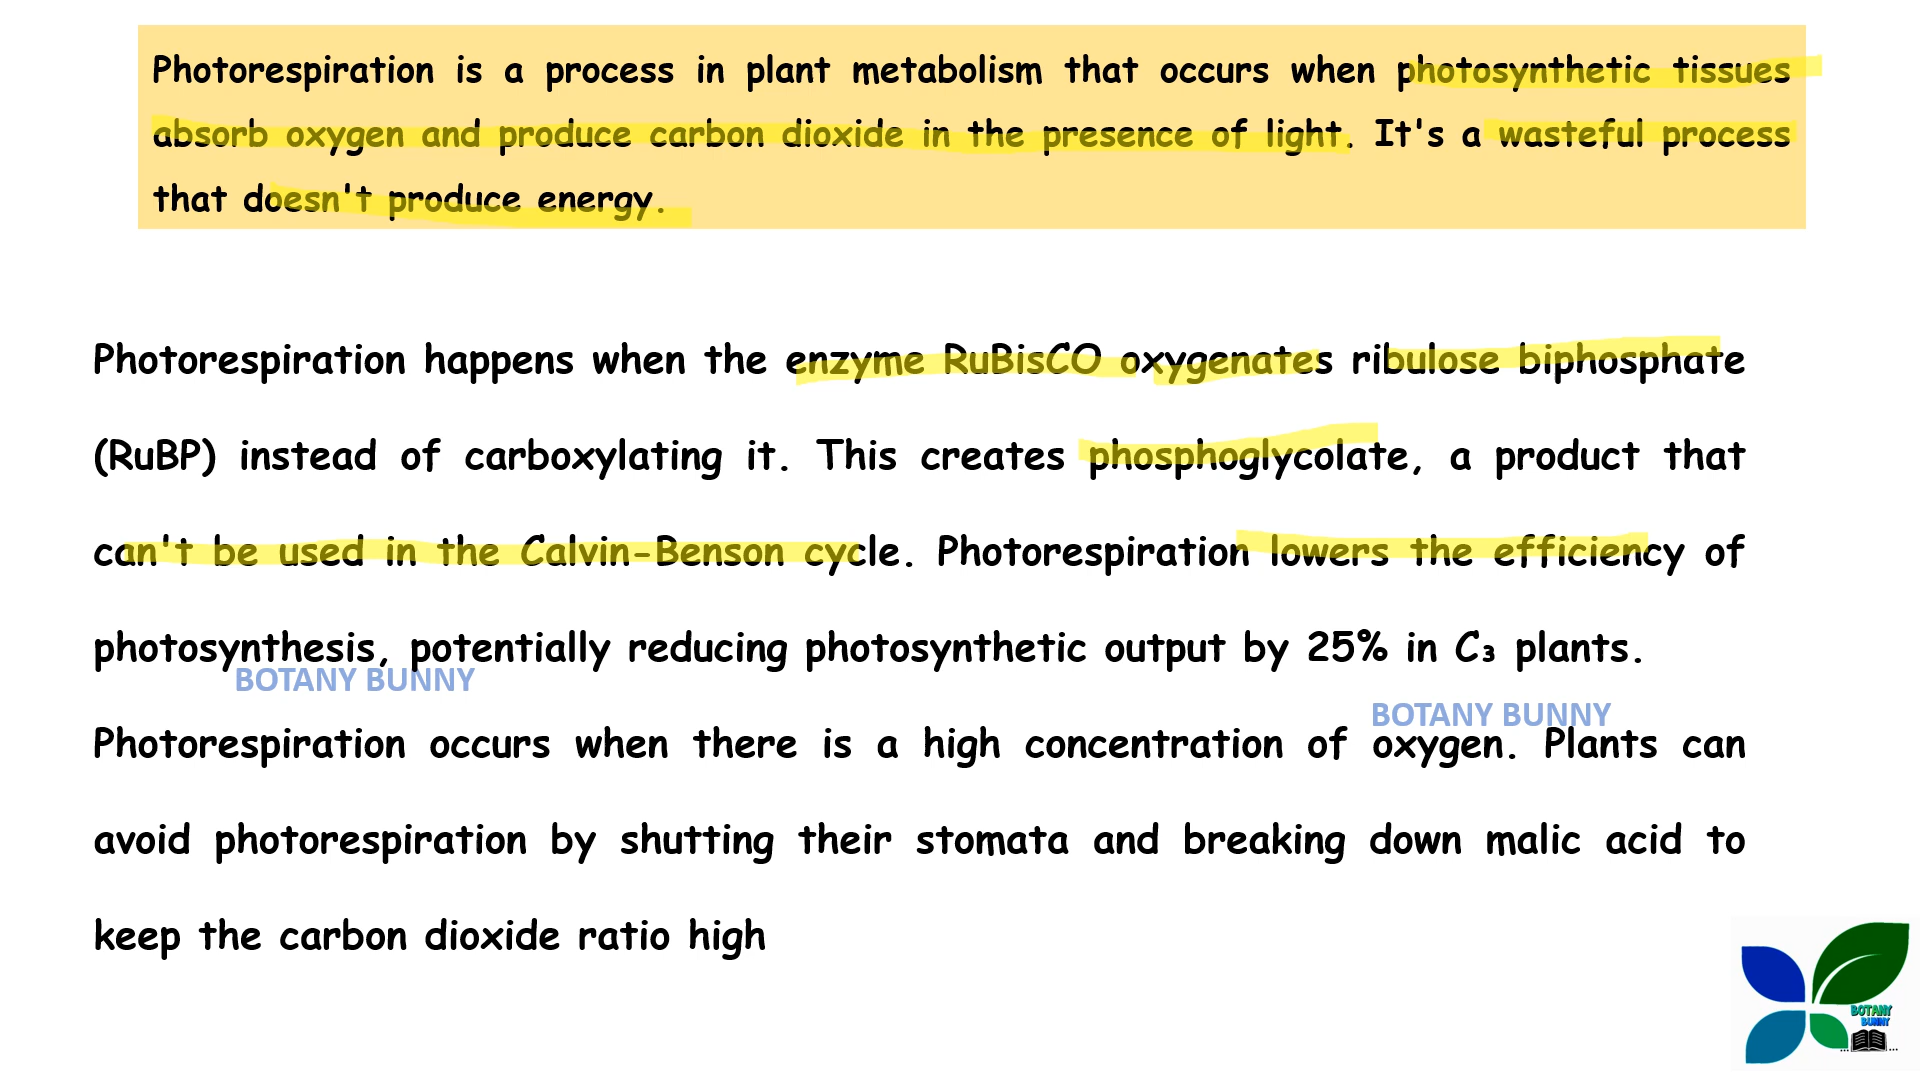 Photorespiration is a process in plant metabolism that occurs when photosynthetic tissues
absorb oxygen and produce carbon dioxide in the presence of light. It's a wasteful process
that doesn't produce energy.
Photorespiration happens when the enzyme RuBisCO oxygenates ribulose biphosphate
(RuBP) instead of carboxylating it. This creates phosphoglycolate, a product that
can't be used in the Calvin-Benson cycle. Photorespiration lowers the efficiency of
photosynthesis, potentially reducing photosynthetic output by 25% in C₃ plants.
BOTANY BUNNY
BOTANY BUNNY
Photorespiration occurs when there is a high concentration of oxygen. Plants can
avoid photorespiration by shutting their stomata and breaking down malic acid to
keep the carbon dioxide ratio high
BOTANY
BUNNY